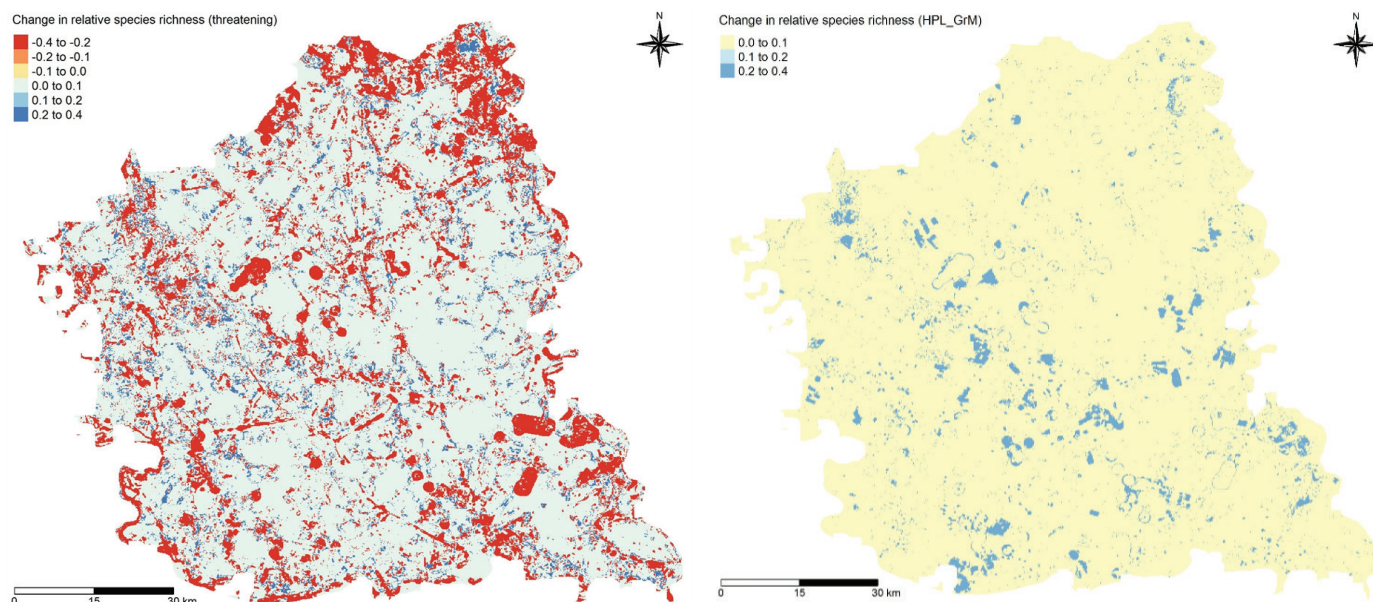 Change in relative species richness (threatening)
N
-0.4 to -0.2
-0.2 to -0.1
-0.1 to 0.0
0.0 to 0.1
0.1 to 0.2
0.2 to 0.4
0
15
30 km
Change in relative species richness (HPL_GrM)
N
0.0 to 0.1
0.1 to 0.2
0.2 to 0.4
0
15
30 km